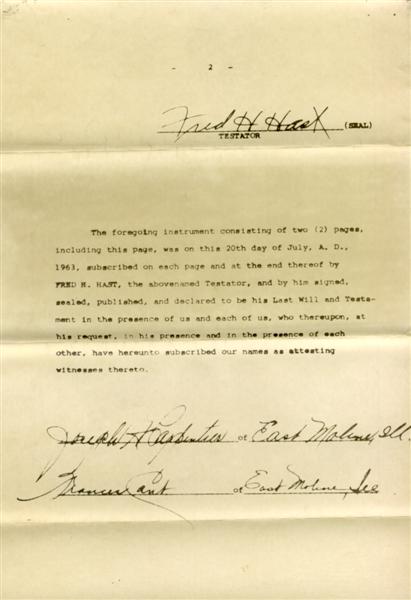 - 2 -
Fred H Hast (SEAL)
TESTATOR
The foregoing instrument consisting of two (2) pages,
including this page, was on this 20th day of July, A. D.,
1963, subscribed on each page and at the end thereof by
FRED H. HAST, the abovenamed Testator, and by him signed,
sealed, published, and declared to be his Last Will and Testa-
ment in the presence of us and each of us, who thereupon, at
his request, in his presence and in the presence of each
other, have hereunto subscribed our names as attesting
witnesses thereto.
Joseph H Carpentier of East Moline, Ill.
of East Moline, Ill